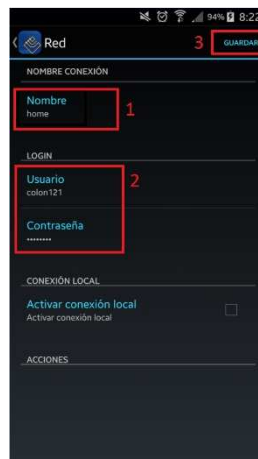 94% 8:22
Red
3 GUARDAR
NOMBRE CONEXIÓN
Nombre
home
1
LOGIN
Usuario
colon121
2
Contraseña
********
CONEXIÓN LOCAL
Activar conexión local
Activar conexión local
ACCIONES